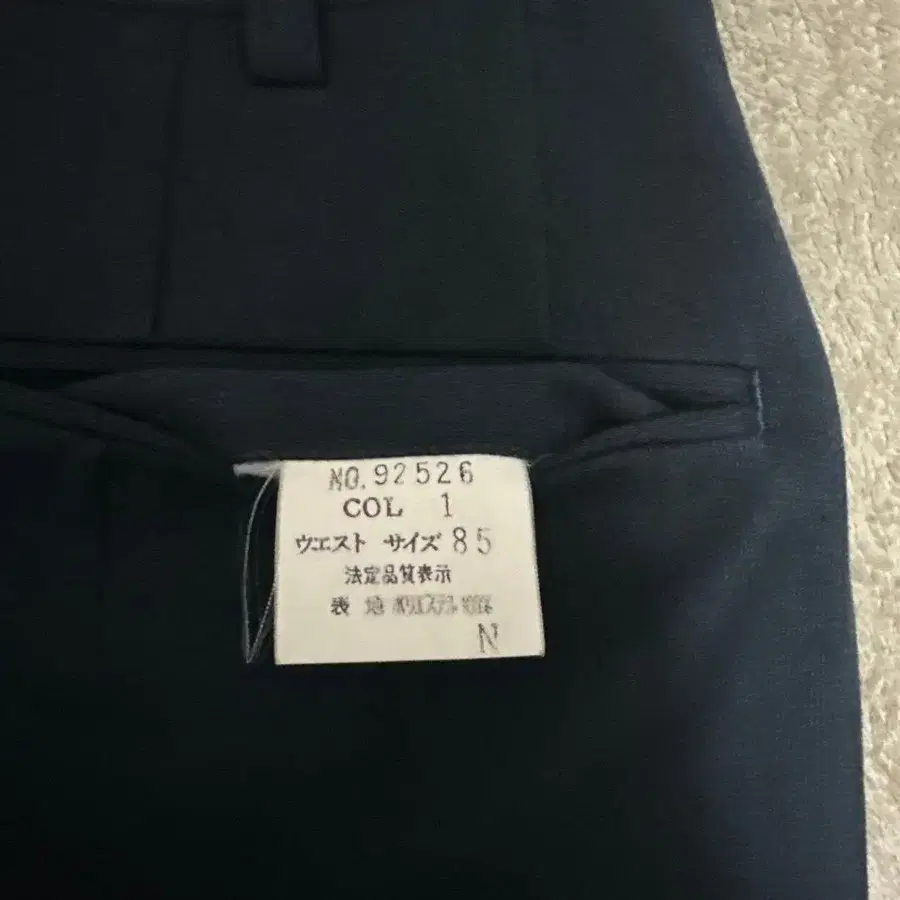 NO. 92526
COL 1
ウエスト サイズ 85
法定品質表示
表 地 ポリエステル
N